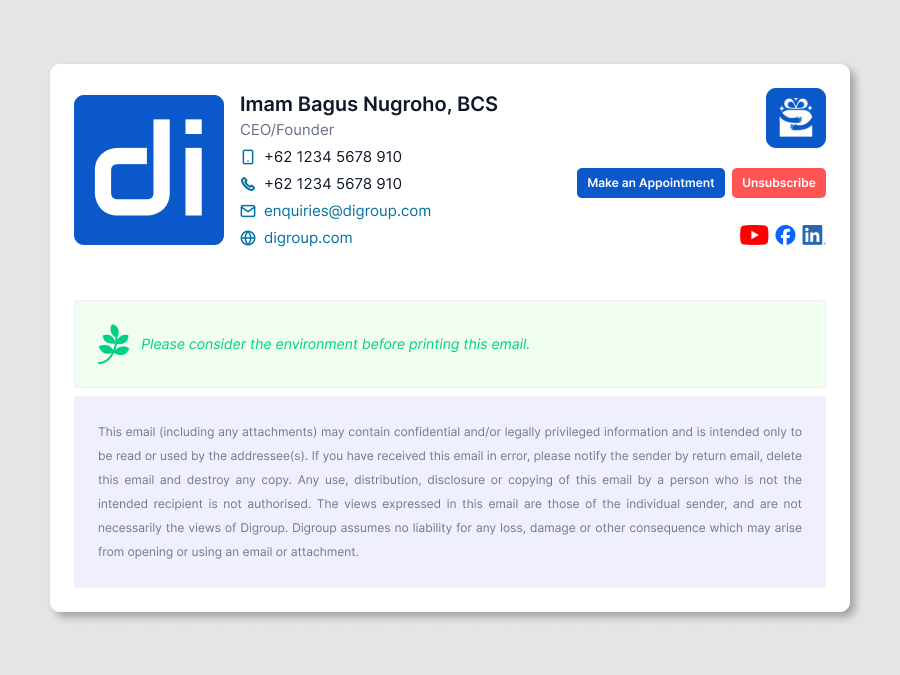 di
Imam Bagus Nugroho, BCS
CEO/Founder
+62 1234 5678 910
+62 1234 5678 910
enquiries@digroup.com
digroup.com
Make an Appointment
Unsubscribe
in
Please consider the environment before printing this email.
This email (including any attachments) may contain confidential and/or legally privileged information and is intended only to
be read or used by the addressee(s). If you have received this email in error, please notify the sender by return email, delete
this email and destroy any copy. Any use, distribution, disclosure or copying of this email by a person who is not the
intended recipient is not authorised. The views expressed in this email are those of the individual sender, and are not
necessarily the views of Digroup. Digroup assumes no liability for any loss, damage or other consequence which may arise
from opening or using an email or attachment.